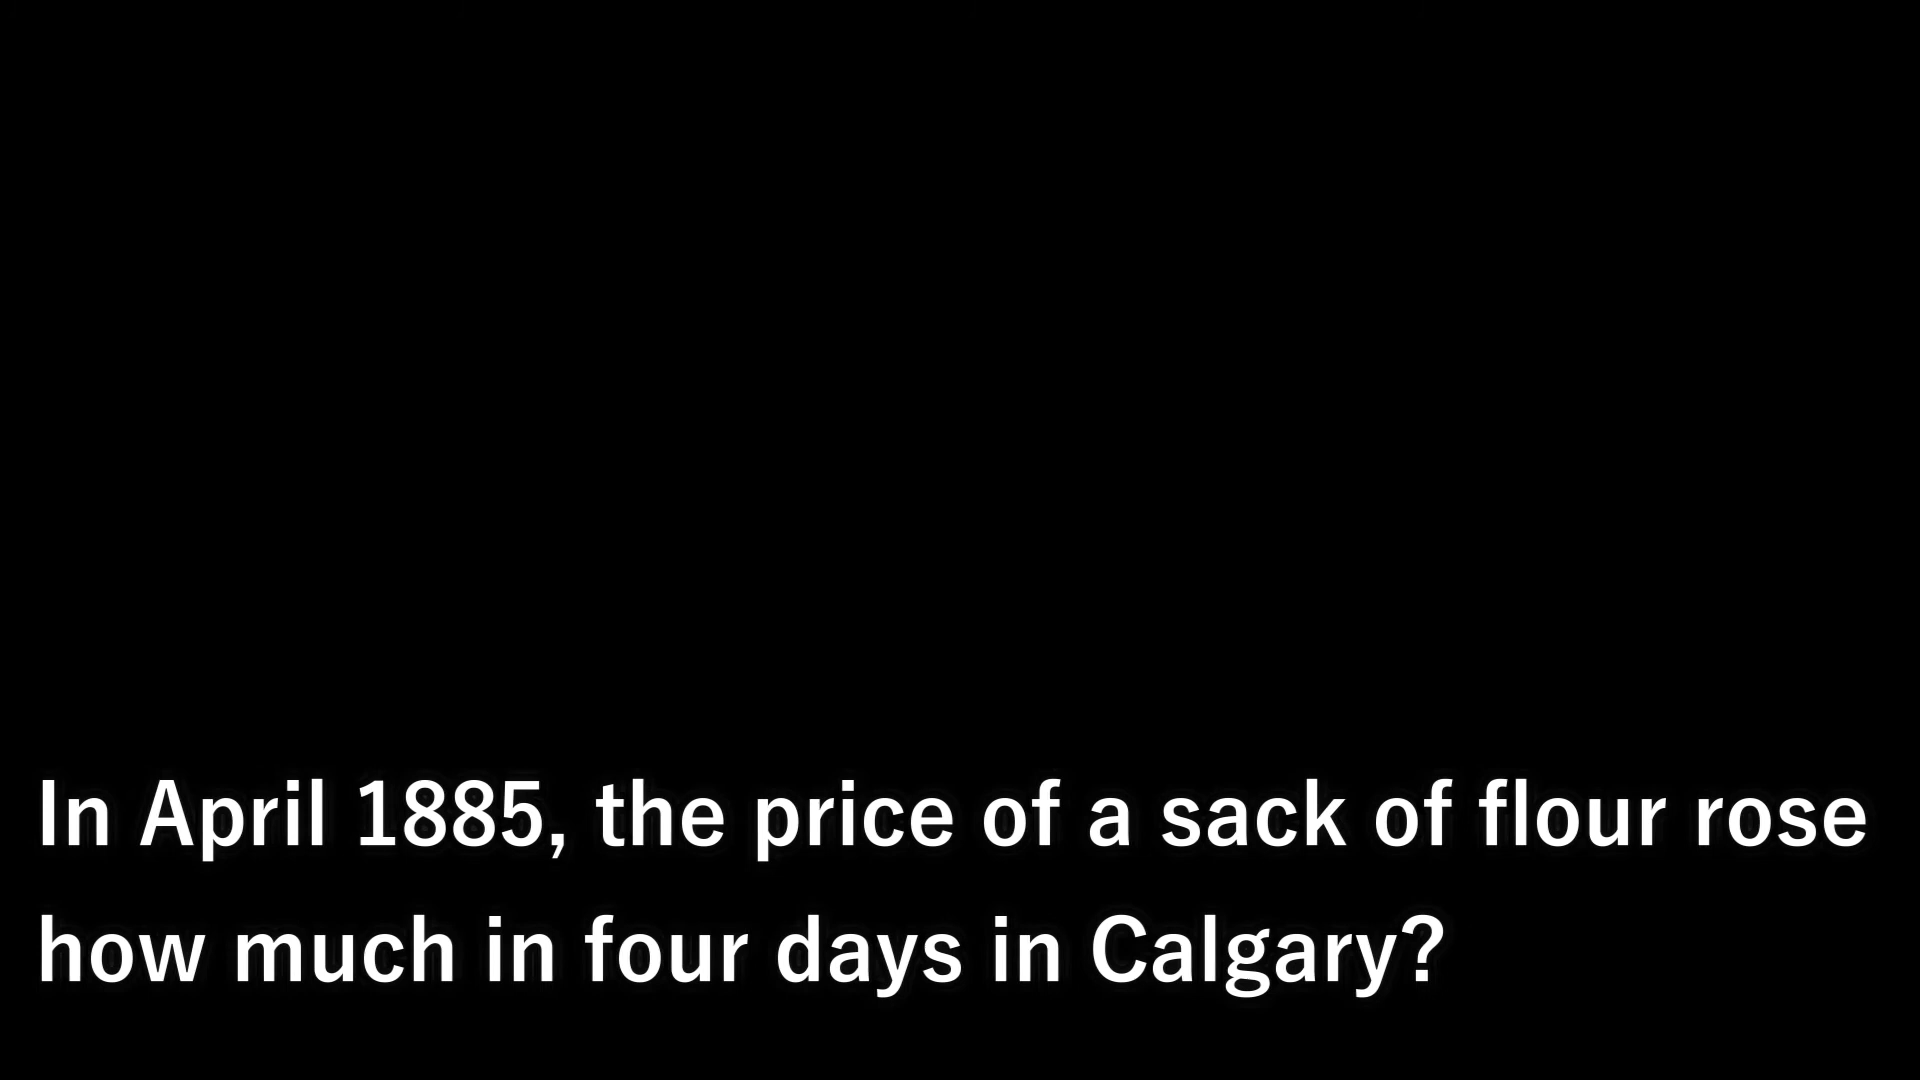 In April 1885, the price of a sack of flour rose
how much in four days in Calgary?